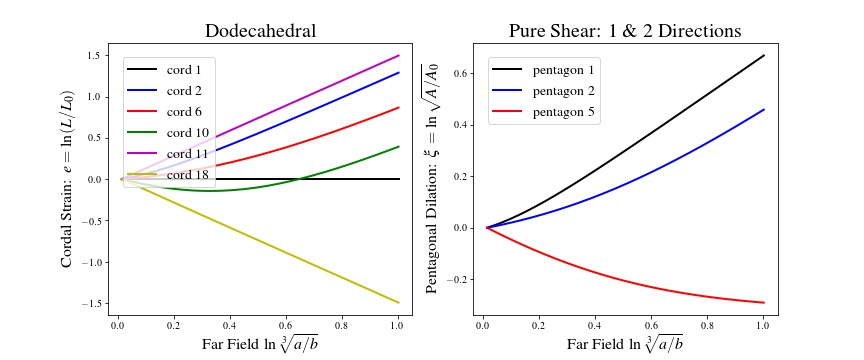 Dodecahedral
Cordal Strain: e = ln(L/L₀)
1.5
1.0
0.5
0.0
−0.5
−1.0
−1.5
cord 1
cord 2
cord 6
cord 10
cord 11
cord 18
0.0 0.2 0.4 0.6 0.8 1.0
Far Field ln ∛a/b
Pure Shear: 1 & 2 Directions
Pentagonal Dilation: ξ = ln √A/A₀
0.6
0.4
0.2
0.0
−0.2
pentagon 1
pentagon 2
pentagon 5
0.0 0.2 0.4 0.6 0.8 1.0
Far Field ln ∛a/b